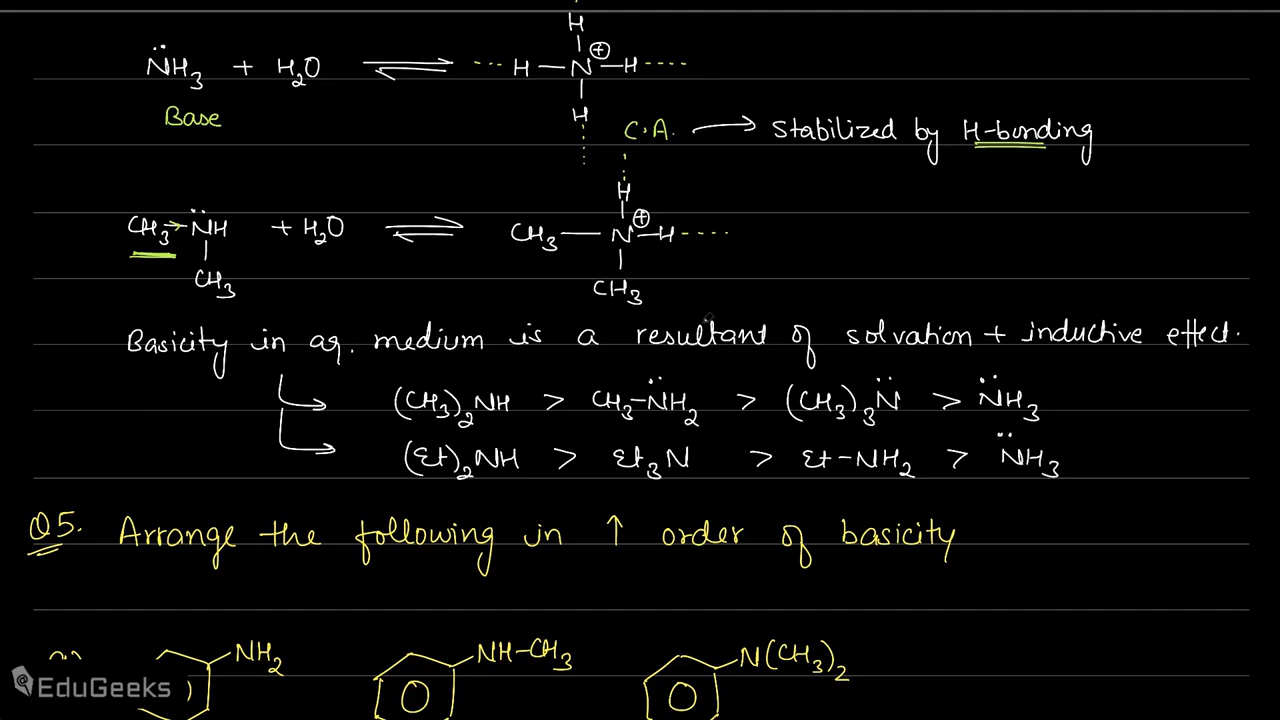 H
N̈H₃ + H₂O ⇌ H — N⊕ — H
H
Base
C.A. → Stabilized by H-bonding
H
CH₃ → N̈H + H₂O ⇌ CH₃ — N⊕ — H
CH₃ CH₃
Basicity in aq. medium is a resultant of solvation + inductive effect.
(CH₃)₂NH > CH₃-N̈H₂ > (CH₃)₃N̈ > N̈H₃
(Et)₂NH > Et₃N > Et-NH₂ > N̈H₃
Q5. Arrange the following in ↑ order of basicity
NH₂ NH-CH₃ N(CH₃)₂
EduGeeks